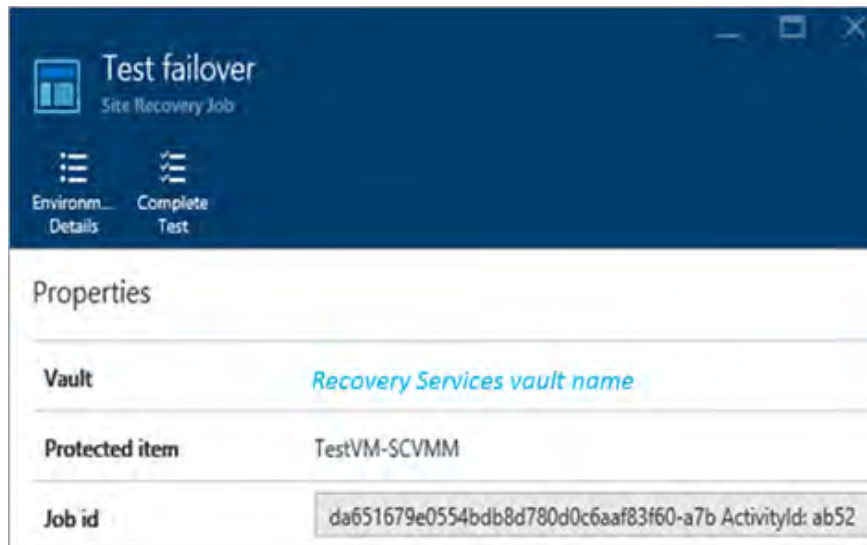 Test failover
Site Recovery Job
Environm... Complete
Details Test
Properties
Vault Recovery Services vault name
Protected item TestVM-SCVMM
Job id da651679e0554bdb8d780d0c6aaf83f60-a7b ActivityId: ab52